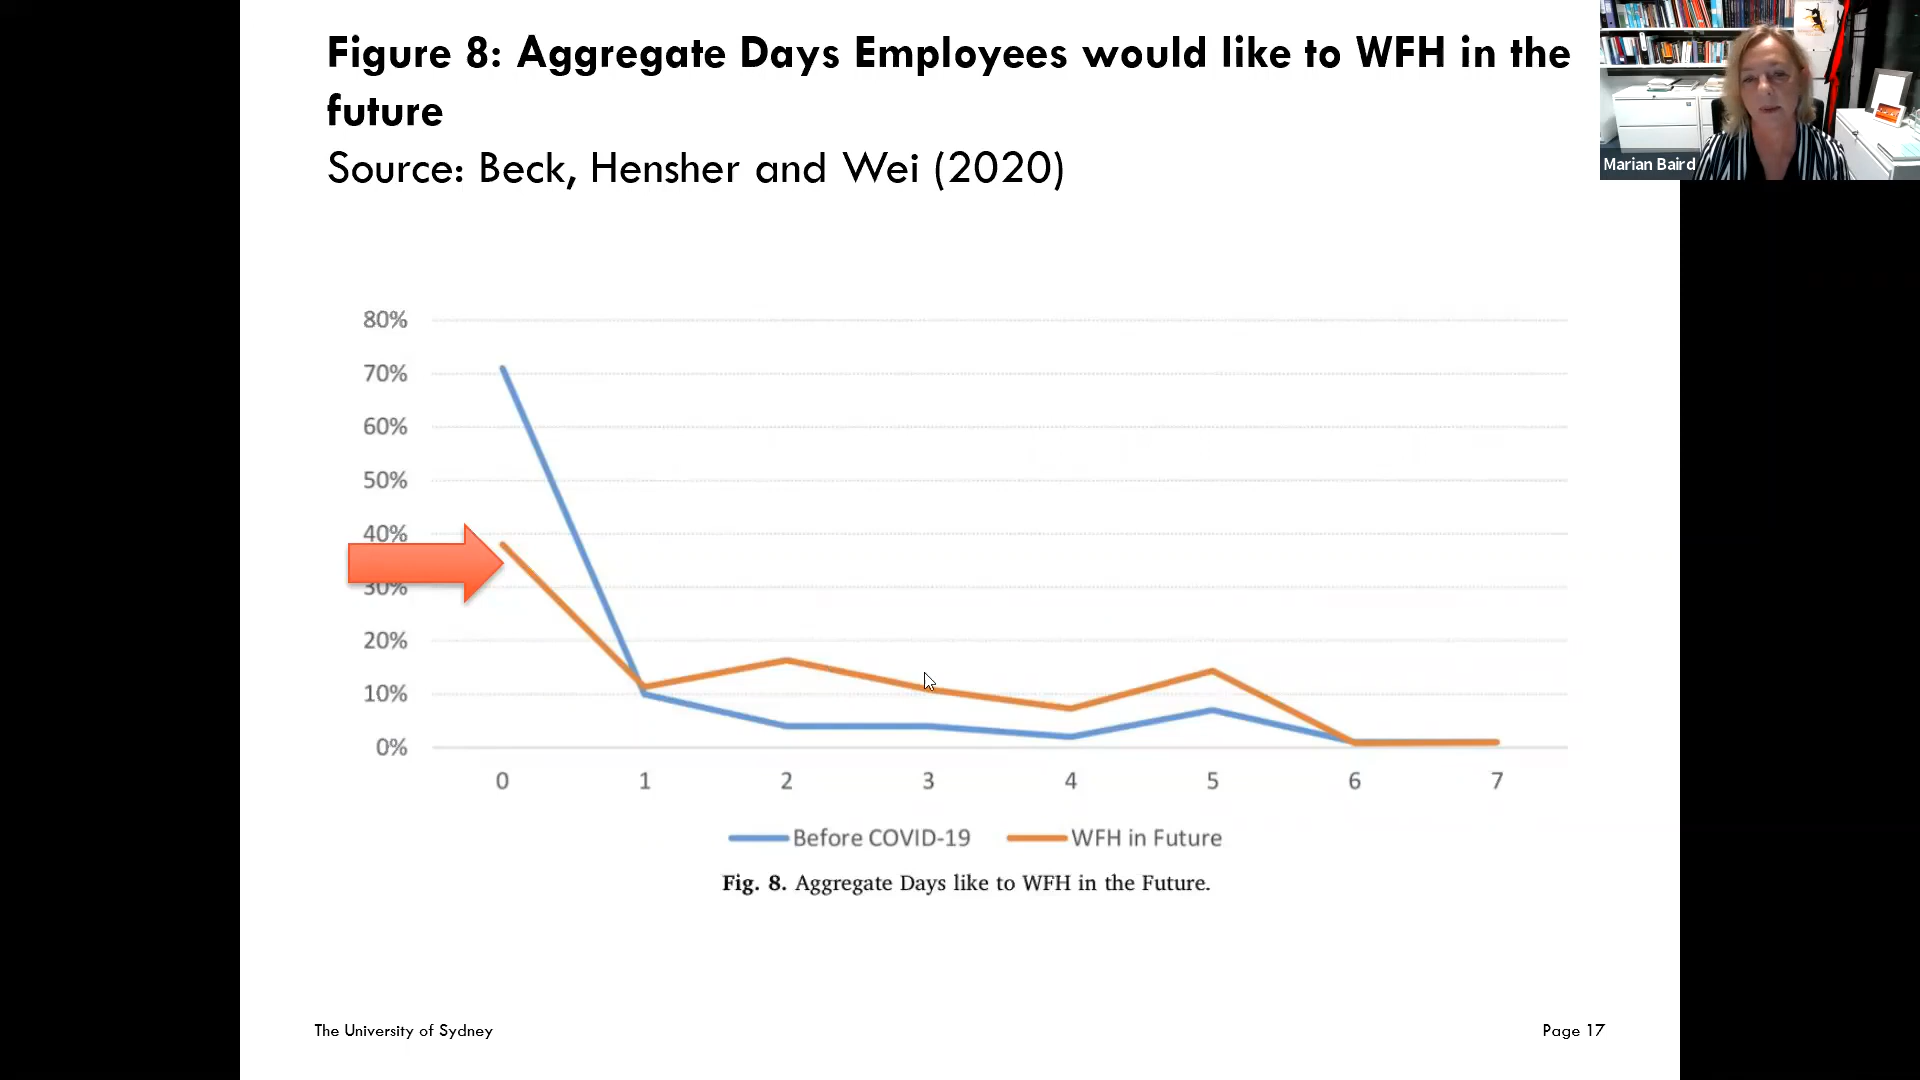 Figure 8: Aggregate Days Employees would like to WFH in the
future
Source: Beck, Hensher and Wei (2020)
Marian Baird
80%
70%
60%
50%
40%
30%
20%
10%
0%
0 1 2 3 4 5 6 7
Before COVID-19 WFH in Future
Fig. 8. Aggregate Days like to WFH in the Future.
The University of Sydney Page 17